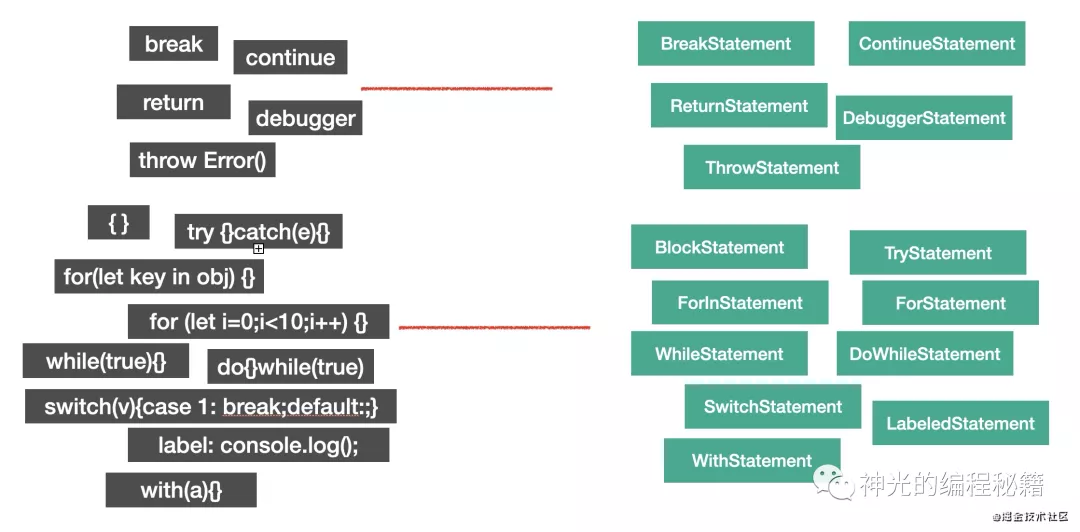 break
continue
return
debugger
throw Error()
BreakStatement
ContinueStatement
ReturnStatement
DebuggerStatement
ThrowStatement
{ }
try {}catch(e){}
for(let key in obj) {}
for (let i=0;i<10;i++) {}
while(true){}
do{}while(true)
switch(v){case 1: break;default:;}
label: console.log();
with(a){}
BlockStatement
TryStatement
ForInStatement
ForStatement
WhileStatement
DoWhileStatement
SwitchStatement
LabeledStatement
WithStatement
神光的编程秘籍
@掘金技术社区